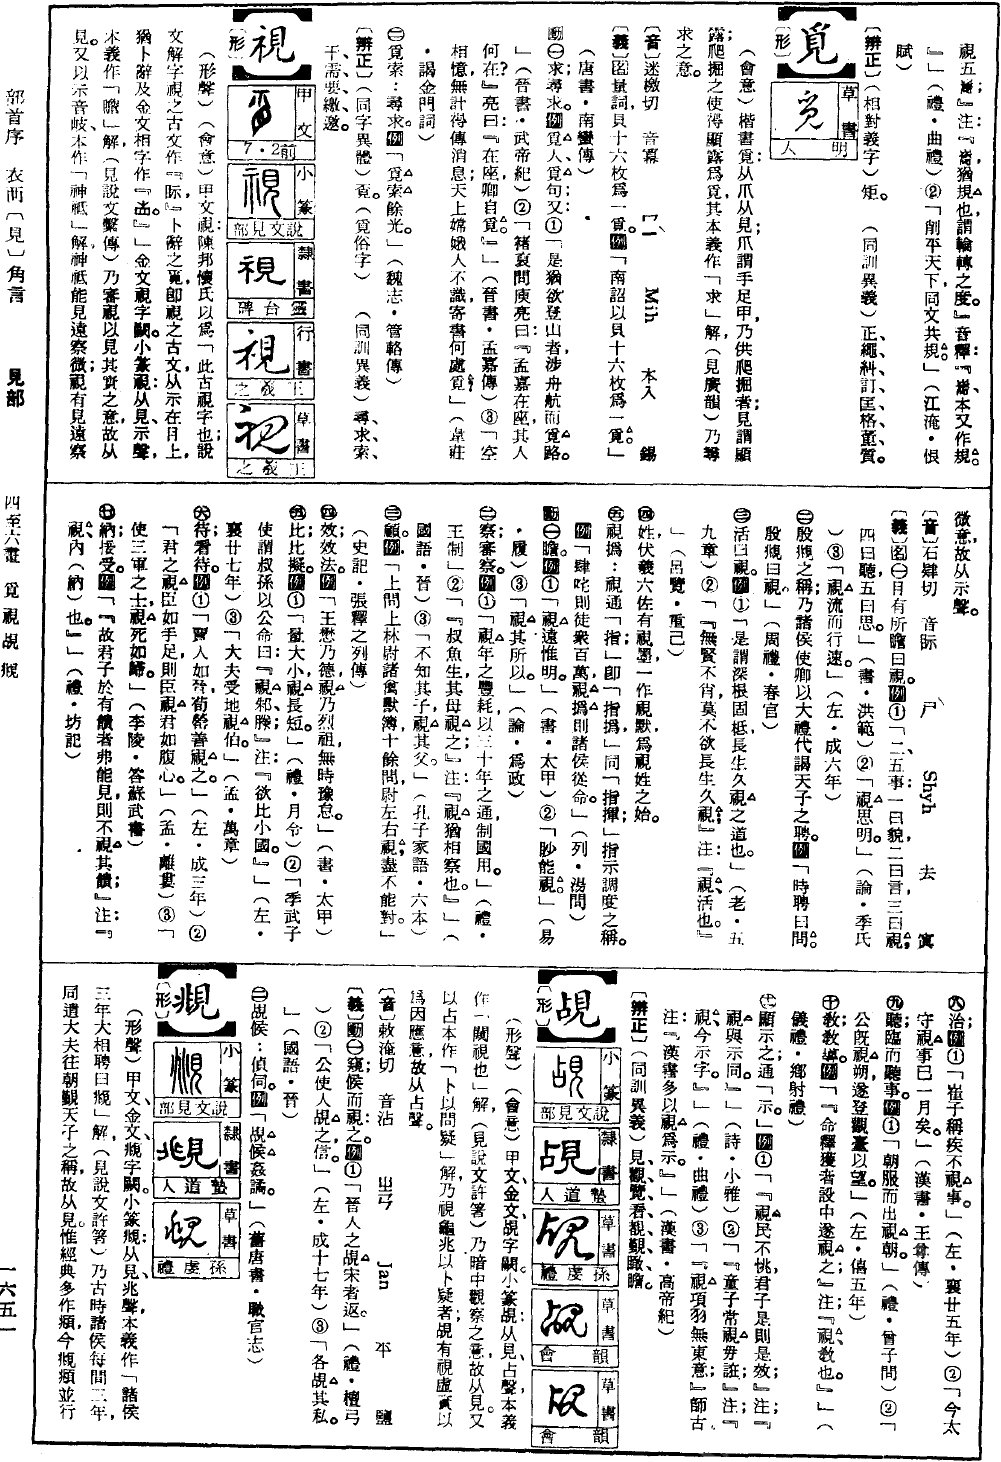 視五雟』注：『雟猶規也謂輪轉之度。』音釋：『雟本又作規。
』」（禮・曲禮）②「削平天下，同文共規。」（江淹・恨
賦）
〔辨正〕（相對義字）矩。　（同訓異義）正、繩、糾、訂、匡、格、董、質。
覓
〔形〕
草書
明人
（會意）楷書覓：从爪从見；爪謂手足甲，乃供爬掘者；見謂顯
露；爬掘之使得顯露爲覓，其本義作「求」解（見廣韻）乃尋
求之意。
〔音〕迷檄切　音冪　ㄇㄧˋ　Mih　本入　錫
〔義〕名量詞，貝十六枚爲一覓。例「南詔以貝十六枚爲一覓。」
（唐書・南蠻傳）
動㊀求：尋求。例覓人、覓句；又①「是猶欲登山者，涉舟航而覓路。
」（晉書・武帝紀）②「褚裒問庾亮曰：『孟嘉在座，其人
何在？』亮曰：『在座，卿自覓。』」（晉書・孟嘉傳）③「空
相憶，無計得傳消息，天上嫦娥人不識，寄書何處覓」（韋莊
・謁金門詞）
㊁覓索：尋求。例「覓索餘光。」（魏志・管輅傳）
〔辨正〕（同字異體）覔。（覓俗字）　（同訓異義）尋、求、索、
干、需、要、繳、邀。
視
〔形〕
甲文
前2・7
小篆
說文見部
隸書
靈台碑
行書
王羲之
草書
王羲之
（形聲）（會意）甲文視：陳邦懷氏以爲「此古視字也；說
文解字視之古文作『眎』卜辭之覓卽視之古文，从示在目上
猶卜辭及金文相字作『』」金文視字闕。小篆視：从見，示聲，
本義作「瞻」解（見說文繫傳）乃審視以見其實之意，故从
見。又以示音歧，本作「神祇」解，神祇能見遠察微；視有見遠察
微意，故从示聲。
〔音〕石肄切　音眎　ㄕˋ　Shyh　去　寘
〔義〕名㊀目有所瞻曰視。例①「二、五事：一曰貌，二曰言，三曰視，
四曰聽，五曰思。」（書・洪範）②「視思明。」（論・季氏
）③「視流而行速。」（左・成六年）
㊁殷覜之稱，乃諸侯使卿以大禮代謁天子之聘。例「時聘曰問，
殷覜曰視。」（周禮・春官）
㊂活曰視。例①「是謂深根固柢，長生久視之道也。」（老・五
九章）②「『無賢不肖，莫不欲長生久視。』注：『視，活也。』
」（呂覽・重己）
㊃姓，伏羲六佐有視墨，一作視默，爲視姓之始。
㊄視撝：視通「指」卽「指撝」同「指揮」指示調度之稱。
例「肆咤則徒衆百萬，視撝則諸侯從命。」（列・湯問）
動㊀瞻。例①「視遠惟明。」（書・太甲）②「眇能視。」（易
・履）③「視其所以。」（論・爲政）
㊁察：審察。例①「視年之豐耗，以三十年之通，制國用。」（禮・
王制）②「『叔魚生，其母視之。』注：『視猶相察也。』」（
國語・晉）③「不知其子視其父。」（孔子家語・六本）
㊂顧。例「上問上林尉諸禽獸簿，十餘問，尉左右視，盡不能對。」
（史記・張釋之列傳）
㊃效：效法。例「王懋乃德，視乃烈祖，無時豫怠。」（書・太甲）
㊄比：比擬。例①「量大小，視長短。」（禮・月令）②「季武子
使謂叔孫以公命曰：『視邾、滕。』注：『欲比小國。』」（左・
襄廿七年）③「大夫受地視伯。」（孟・萬章）
㊅待：看待。例①「賈人如晉，荀罃善視之。」（左・成三年）②
「君之視臣如手足，則臣視君如腹心。」（孟・離婁）③「
使三軍之士，視死如歸。」（李陵・答蘇武書）
㊆納：接受。例「『故君子於有饋者，弗能見則不視其饋。』注：『
視，內（納）也。』」（禮・坊記）
㊇治。例①「崔子稱疾不視事。」（左・襄廿五年）②「今太
守視事已一月矣」（漢書・王尊傳）
㊈聽：臨而聽事。例①「朝服而出視朝。」（禮・曾子問）②「
公旣視朔，遂登觀臺以望。」（左・僖五年）
㊉教：教導。例「『命釋獲者設中，遂視之。』注：『視，教也。』」（
儀禮・鄉射禮）
㈩㆒顯示之，通「示。」例①「『視民不恌，君子是則是效。』注：『
視與示同。』」（詩・小雅）②「『童子常視毋誑。』注：『
視，今示字。』」（禮・曲禮）③「『視項羽無東意。』師古
注：『漢書多以視爲示。』」（漢書・高帝紀）
〔辨正〕（同訓異義）見、觀、覽、看、覩、觀、瞰、瞻。
覘
〔形〕
小篆
說文見部
隸書
蟄道人
草書
孫虔禮
草書
韻會
草書
韻會
（形聲）（會意）甲文、金文覘字闕。小篆覘：从見，占聲，本義
作「闚視也」解（見說文許箸）乃暗中觀察之意，故从見。又
以占本作「卜以問疑」解，乃視龜兆以卜疑者；覘有視虛實以
爲因應意，故从占聲。
〔音〕敕淹切　音沾　ㄓㄢ　Jan　平　鹽
〔義〕動㊀窺：候而視之。例①「晉人之覘宋者返。」（禮・檀弓
）②「公使人覘之，信。」（左・成十七年）③「各覘其私。
」（國語・晉）
㊁覘候：偵伺。例「覘候姦譎。」（舊唐書・職官志）
覜
〔形〕
小篆
說文見部
隸書
蟄道人
草書
孫虔禮
（形聲）甲文、金文覜字闕。小篆覜：从見，兆聲，本義作「諸侯
三年大相聘曰覜」解（見說文許箸）乃古時諸侯每間三年，
同遣大夫往朝覲天子之稱，故从見。惟經典多作頫，今覜頫並行
部首序　衣襾〔見〕角言　見部　四至六畫　覓視覘覜　一六五一